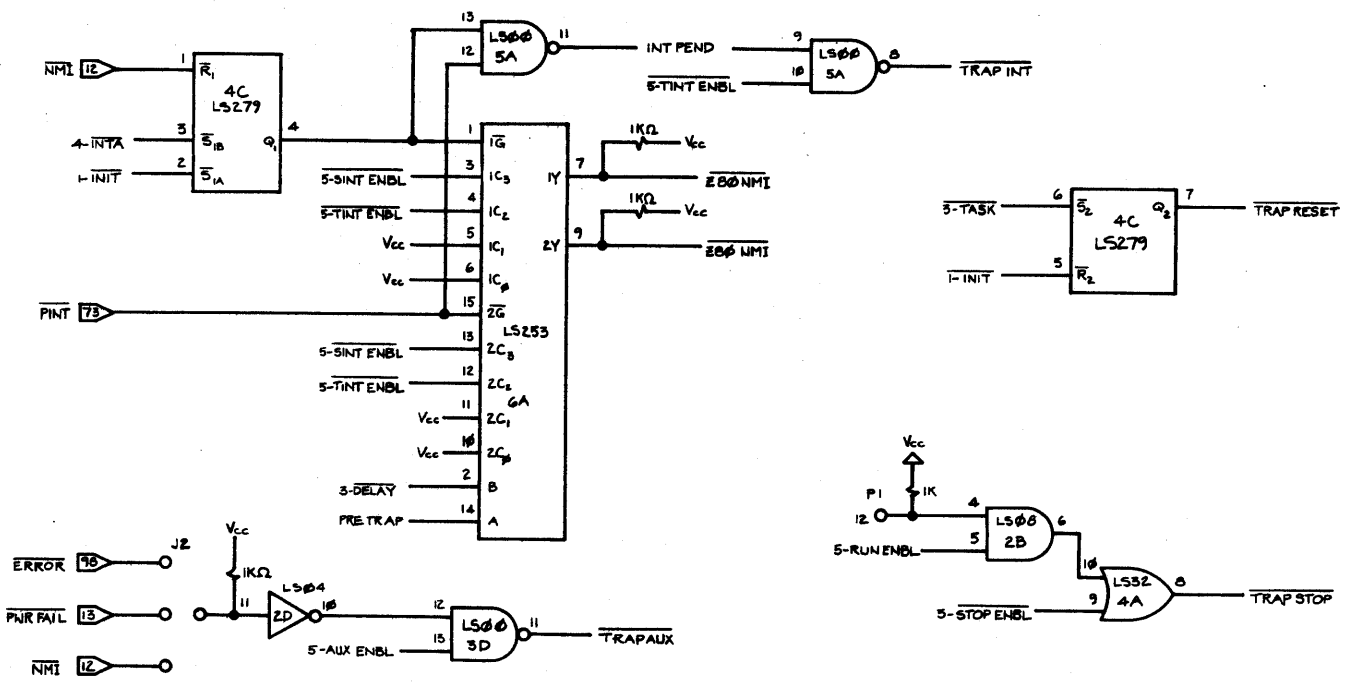 13
LS00
5A
11
12
INT PEND
9
LS00
5A
8
10
TRAP INT
5-TINT ENBL
NMI 12
1
R1
4C
LS279
4-INTA
3
S1B
Q1
4
1-INIT
2
S1A
1
1G
5-SINT ENBL
3
1C3
5-TINT ENBL
4
1C2
Vcc
5
1C1
Vcc
6
1C0
1Y
7
1KΩ
Vcc
Z80NMI
1KΩ
Vcc
2Y
9
Z80 NMI
PINT 73
15
2G
LS253
5-SINT ENBL
13
2C3
5-TINT ENBL
12
2C2
6A
Vcc
11
2C1
Vcc
10
2C0
3-DELAY
2
B
PRE TRAP
14
A
3-TASK
6
S2
Q2
7
TRAP RESET
4C
LS279
1-INIT
5
R2
ERROR 98
J2
PWR FAIL 13
NMI 12
Vcc
1KΩ
11
LS04
2D
10
12
LS00
3D
11
TRAP AUX
5-AUX ENBL
13
Vcc
1K
P1
12
4
LS08
2B
6
5-RUN ENBL
5
10
LS32
4A
8
TRAP STOP
5-STOP ENBL
9